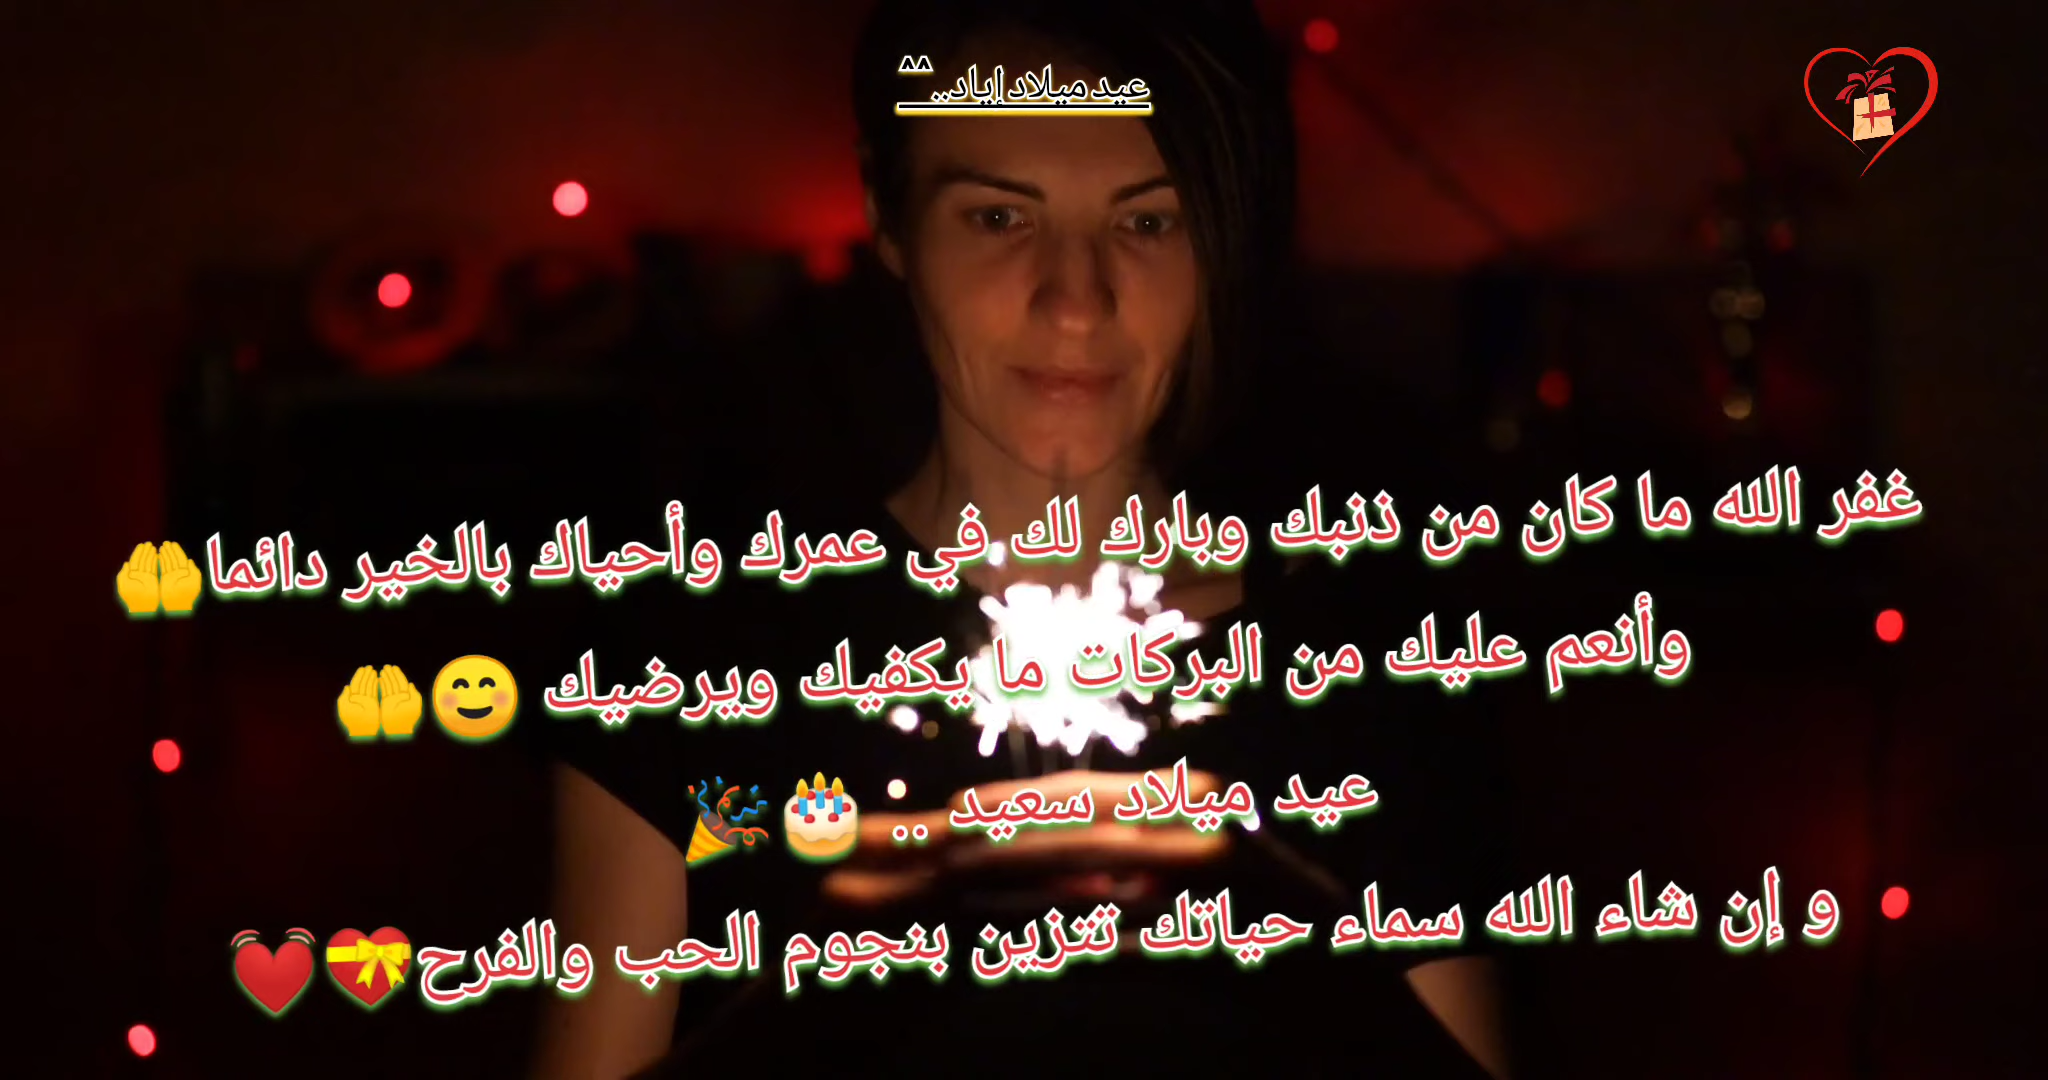 عيد ميلاد إياد..^^
غفر الله ما كان من ذنبك وبارك لك في عمرك وأحياك بالخير دائما🤲
وأنعم عليك من البركات ما يكفيك ويرضيك 😊🤲
عيد ميلاد سعيد .. 🎂🎉
و إن شاء الله سماء حياتك تتزين بنجوم الحب والفرح💝💓